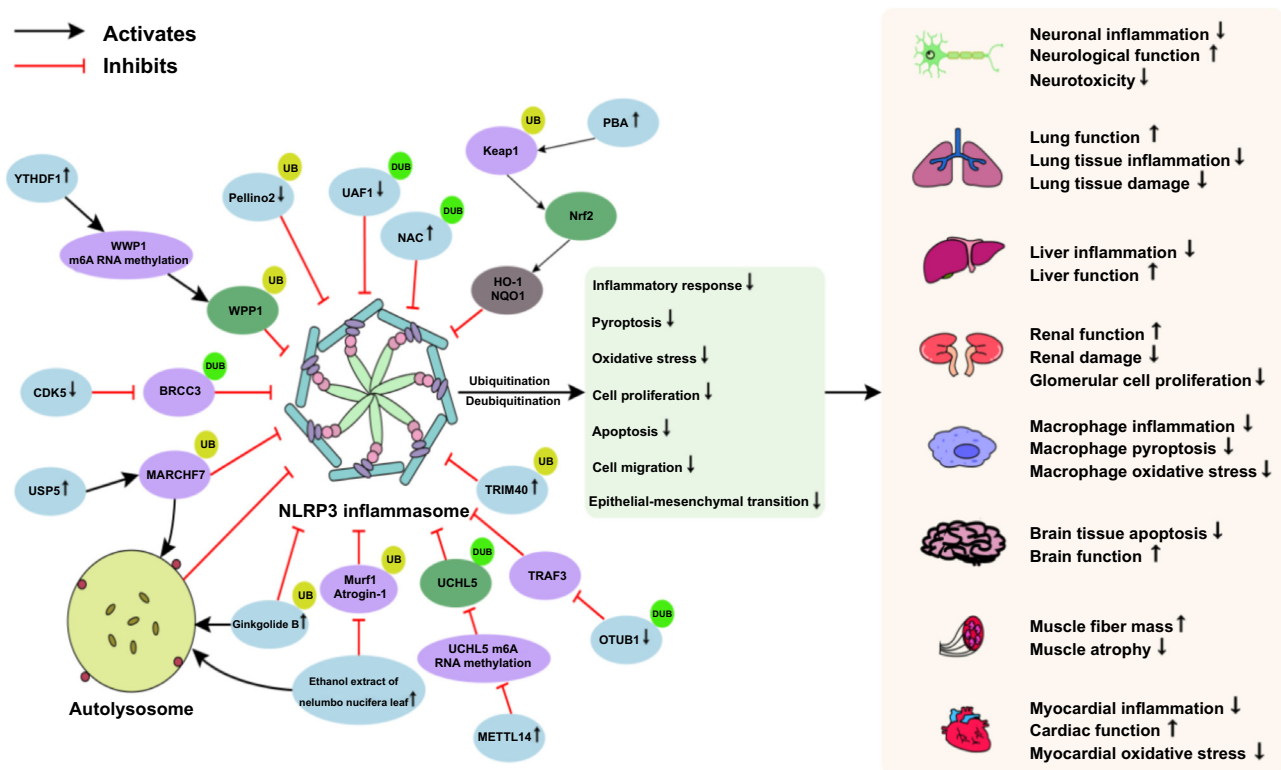 Activates
Inhibits
YTHDF1↑
WWP1
m6A RNA methylation
UB
WPP1
UB
Pellino2↓
DUB
UAF1↓
DUB
NAC↑
UB
Keap1
PBA↑
Nrf2
HO-1
NQO1
CDK5↓
DUB
BRCC3
USP5↑
UB
MARCHF7
NLRP3 inflammasome
Autolysosome
UB
Ginkgolide B↑
UB
Murf1
Atrogin-1
Ethanol extract of
nelumbo nucifera leaf↑
DUB
UCHL5
UCHL5 m6A
RNA methylation
METTL14↑
UB
TRIM40↑
TRAF3
DUB
OTUB1↓
Ubiquitination
Deubiquitination
Inflammatory response↓
Pyroptosis↓
Oxidative stress↓
Cell proliferation↓
Apoptosis↓
Cell migration↓
Epithelial-mesenchymal transition↓
Neuronal inflammation↓
Neurological function↑
Neurotoxicity↓
Lung function↑
Lung tissue inflammation↓
Lung tissue damage↓
Liver inflammation↓
Liver function↑
Renal function↑
Renal damage↓
Glomerular cell proliferation↓
Macrophage inflammation↓
Macrophage pyroptosis↓
Macrophage oxidative stress↓
Brain tissue apoptosis↓
Brain function↑
Muscle fiber mass↑
Muscle atrophy↓
Myocardial inflammation↓
Cardiac function↑
Myocardial oxidative stress↓